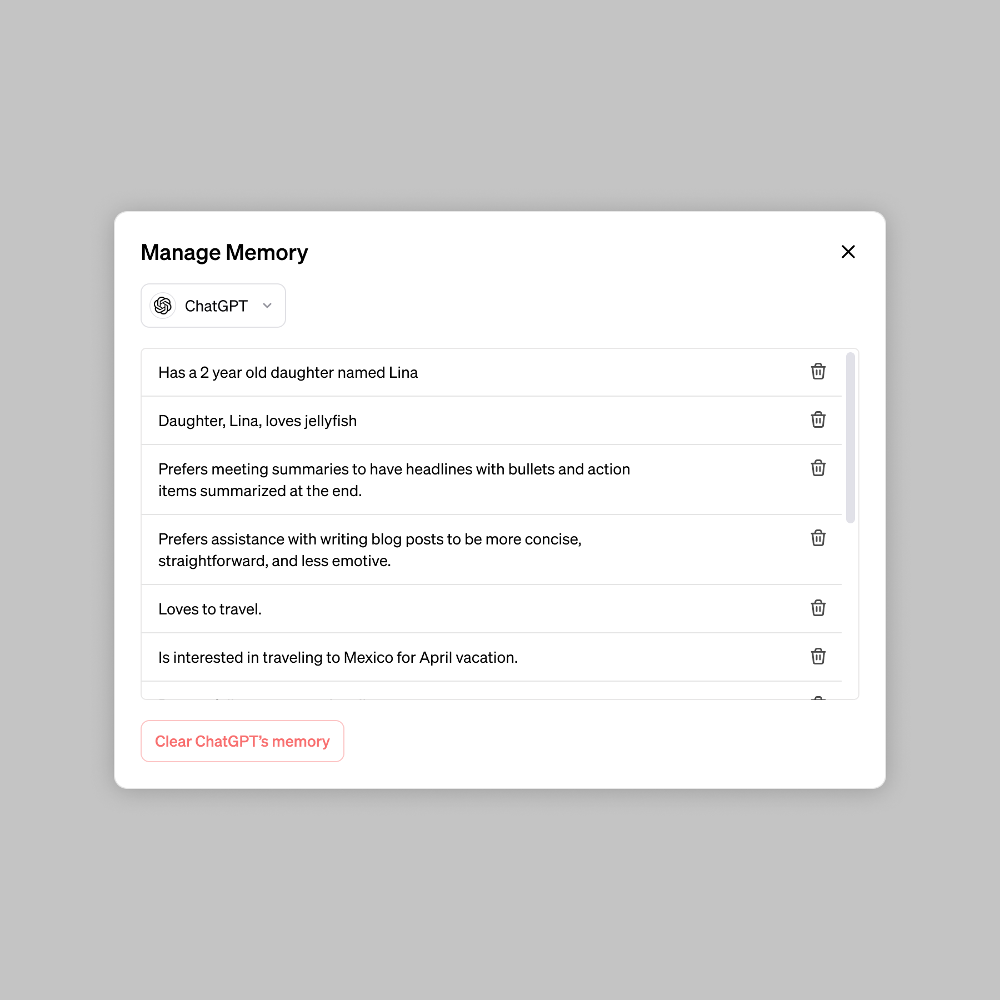 Manage Memory
ChatGPT
Has a 2 year old daughter named Lina
Daughter, Lina, loves jellyfish
Prefers meeting summaries to have headlines with bullets and action
items summarized at the end.
Prefers assistance with writing blog posts to be more concise,
straightforward, and less emotive.
Loves to travel.
Is interested in traveling to Mexico for April vacation.
Clear ChatGPT’s memory